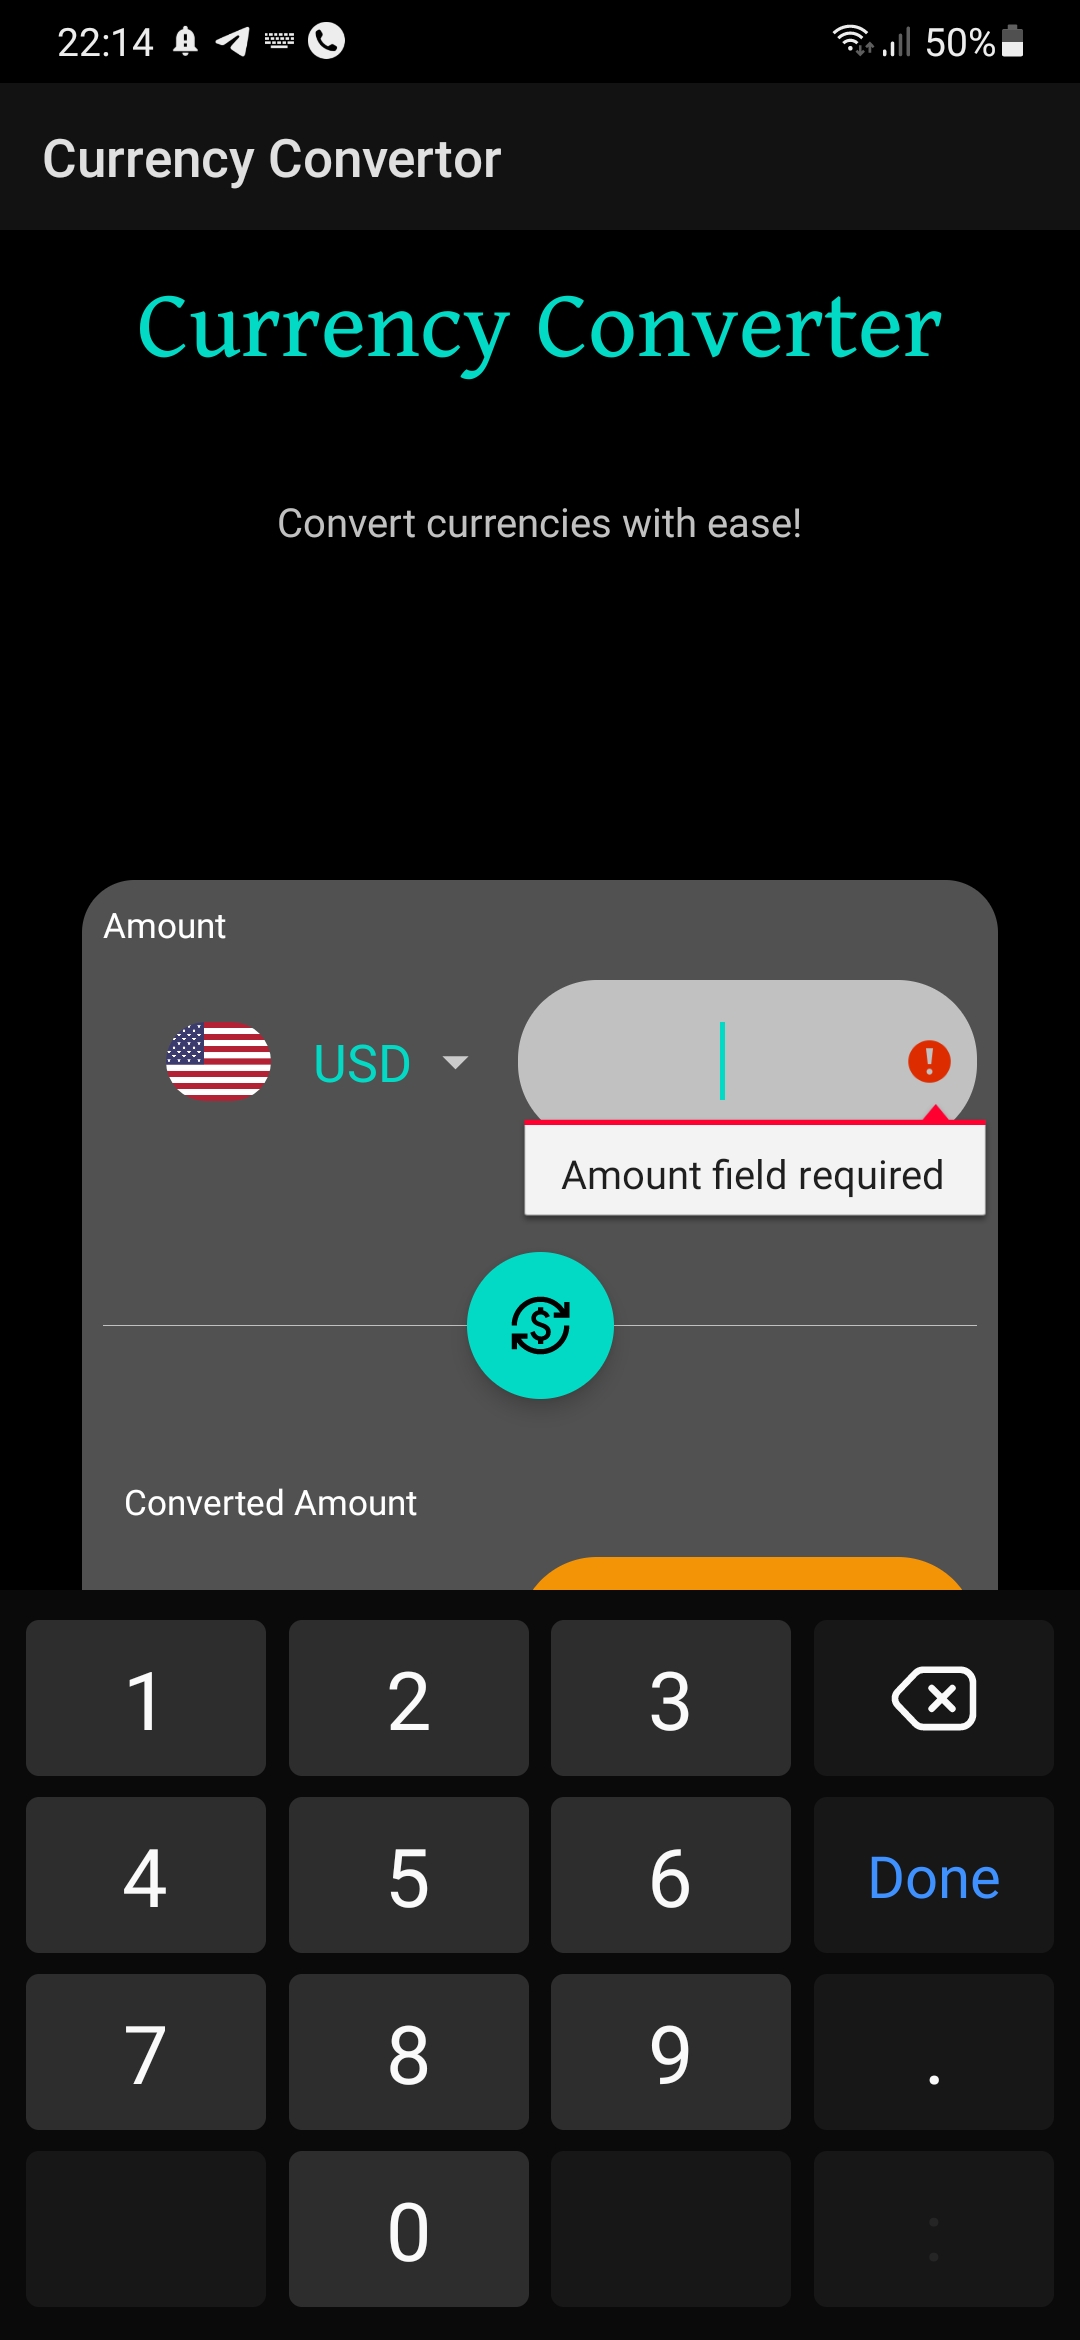 22:14 50%
Currency Convertor
Currency Converter
Convert currencies with ease!
Amount
USD
!
Amount field required
$
Converted Amount
1 2 3
4 5 6 Done
7 8 9 .
0 :